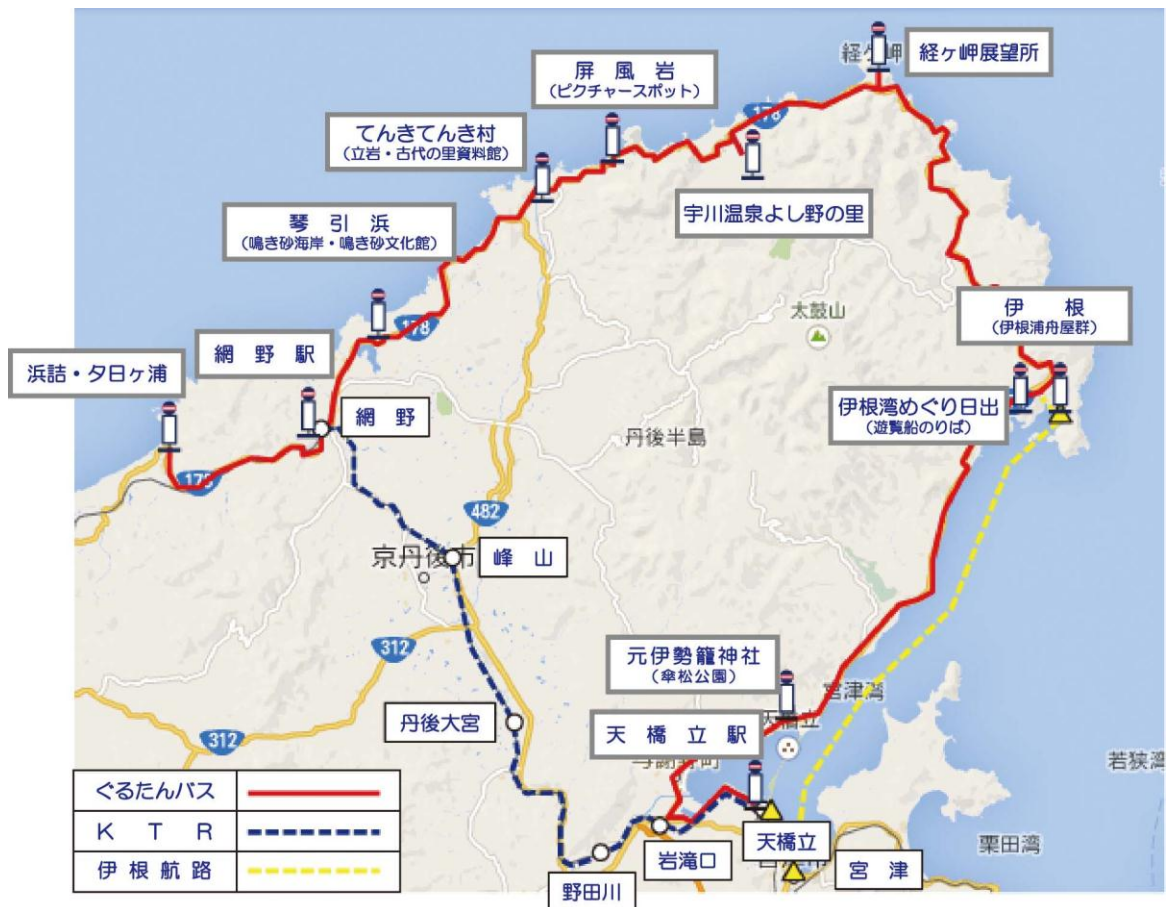 経ヶ岬展望所
経ヶ岬
屏風岩
(ピクチャースポット)
178
てんきてんき村
(立岩・古代の里資料館)
宇川温泉よし野の里
琴引浜
(鳴き砂海岸・鳴き砂文化館)
太鼓山
伊根
(伊根浦舟屋群)
178
網野駅
浜詰・夕日ヶ浦
伊根湾めぐり日出
(遊覧船のりば)
網野
丹後半島
178
482
京丹後市
峰山
312
元伊勢籠神社
(傘松公園)
宮津湾
丹後大宮
天橋立駅
天橋立
312
与謝野町
若狭湾
ぐるたんバス
KTR
伊根航路
天橋立
岩滝口
宮津
栗田湾
野田川